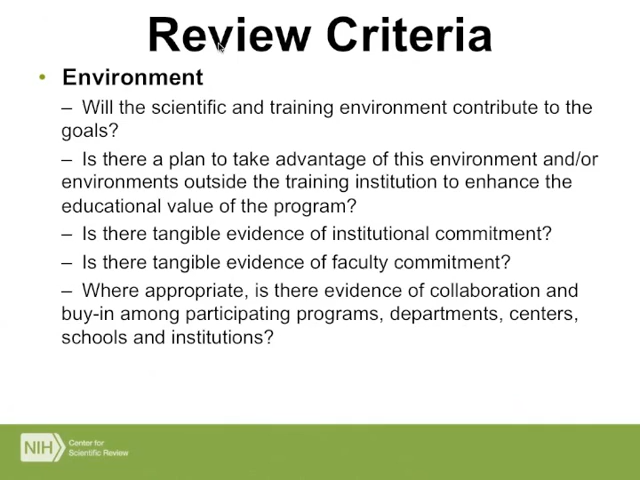 Review Criteria
• Environment
– Will the scientific and training environment contribute to the
goals?
– Is there a plan to take advantage of this environment and/or
environments outside the training institution to enhance the
educational value of the program?
– Is there tangible evidence of institutional commitment?
– Is there tangible evidence of faculty commitment?
– Where appropriate, is there evidence of collaboration and
buy-in among participating programs, departments, centers,
schools and institutions?
NIH
Center for
Scientific Review